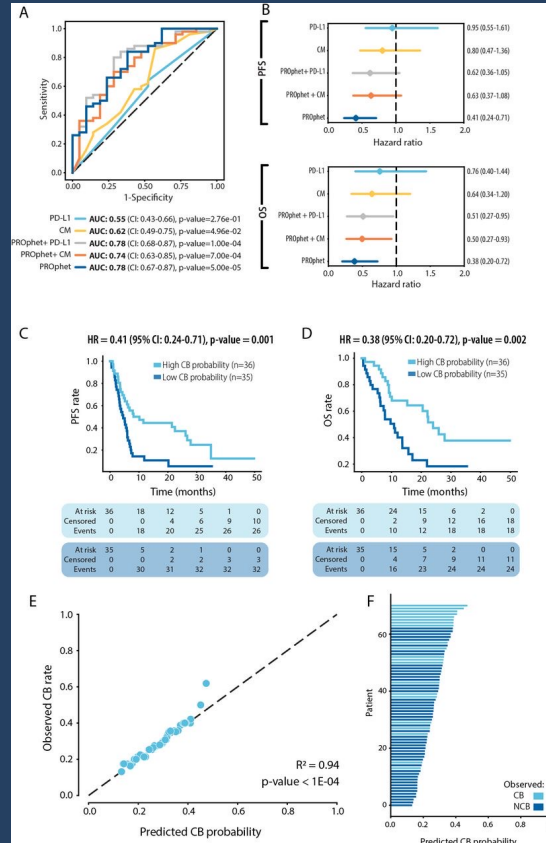 A
1.0
0.8
0.6
0.4
0.2
0.0
Sensitivity
0.00 0.25 0.50 0.75 1.00
1-Specificity
PD-L1 AUC: 0.55 (CI: 0.43-0.66), p-value=2.76e-01
CM AUC: 0.62 (CI: 0.49-0.75), p-value=4.96e-02
PROphet+ PD-L1 AUC: 0.78 (CI: 0.68-0.87), p-value=1.00e-04
PROphet+ CM AUC: 0.74 (CI: 0.63-0.85), p-value=7.00e-04
PROphet AUC: 0.78 (CI: 0.67-0.87), p-value=5.00e-05
B
PFS
PD-L1 0.95 (0.55-1.61)
CM 0.80 (0.47-1.36)
PROphet+ PD-L1 0.62 (0.36-1.05)
PROphet + CM 0.63 (0.37-1.08)
PROphet 0.41 (0.24-0.71)
0.0 0.5 1.0 1.5 2.0
Hazard ratio
OS
PD-L1 0.76 (0.40-1.44)
CM 0.64 (0.34-1.20)
PROphet + PD-L1 0.51 (0.27-0.95)
PROphet + CM 0.50 (0.27-0.93)
PROphet 0.38 (0.20-0.72)
0.0 0.5 1.0 1.5 2.0
Hazard ratio
C
HR = 0.41 (95% CI: 0.24-0.71), p-value = 0.001
High CB probability (n=36)
Low CB probability (n=35)
1.0
0.8
0.6
0.4
0.2
PFS rate
0 10 20 30 40 50
Time (months)
At risk 36 18 12 5 1 0
Censored 0 0 4 6 9 10
Events 0 18 20 25 26 26
At risk 35 5 2 1 0 0
Censored 0 0 2 2 3 3
Events 0 30 31 32 32 32
D
HR = 0.38 (95% CI: 0.20-0.72), p-value = 0.002
High CB probability (n=36)
Low CB probability (n=35)
1.0
0.8
0.6
0.4
0.2
OS rate
0 10 20 30 40 50
Time (months)
At risk 36 24 15 6 2 0
Censored 0 2 9 12 16 18
Events 0 10 12 18 18 18
At risk 35 15 5 2 0 0
Censored 0 4 7 9 11 11
Events 0 16 23 24 24 24
E
1.0
0.8
0.6
0.4
0.2
0.0
Observed CB rate
R² = 0.94
p-value < 1E-04
0.0 0.2 0.4 0.6 0.8 1.0
Predicted CB probability
F
60
40
20
0
Patient
Observed:
CB
NCB
0.0 0.2 0.4 0.6 0.8
Predicted CB probability